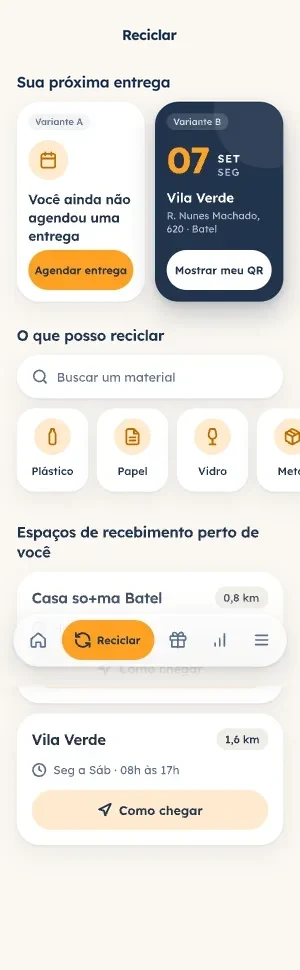 Reciclar
Sua próxima entrega
Variante A
Você ainda não
agendou uma
entrega
Agendar entrega
Variante B
07 SET
SEG
Vila Verde
R. Nunes Machado,
620 · Batel
Mostrar meu QR
O que posso reciclar
Buscar um material
Plástico
Papel
Vidro
Meta
Espaços de recebimento perto de
você
Casa so+ma Batel
0,8 km
Reciclar
Como chegar
Vila Verde
1,6 km
Seg a Sáb · 08h às 17h
Como chegar